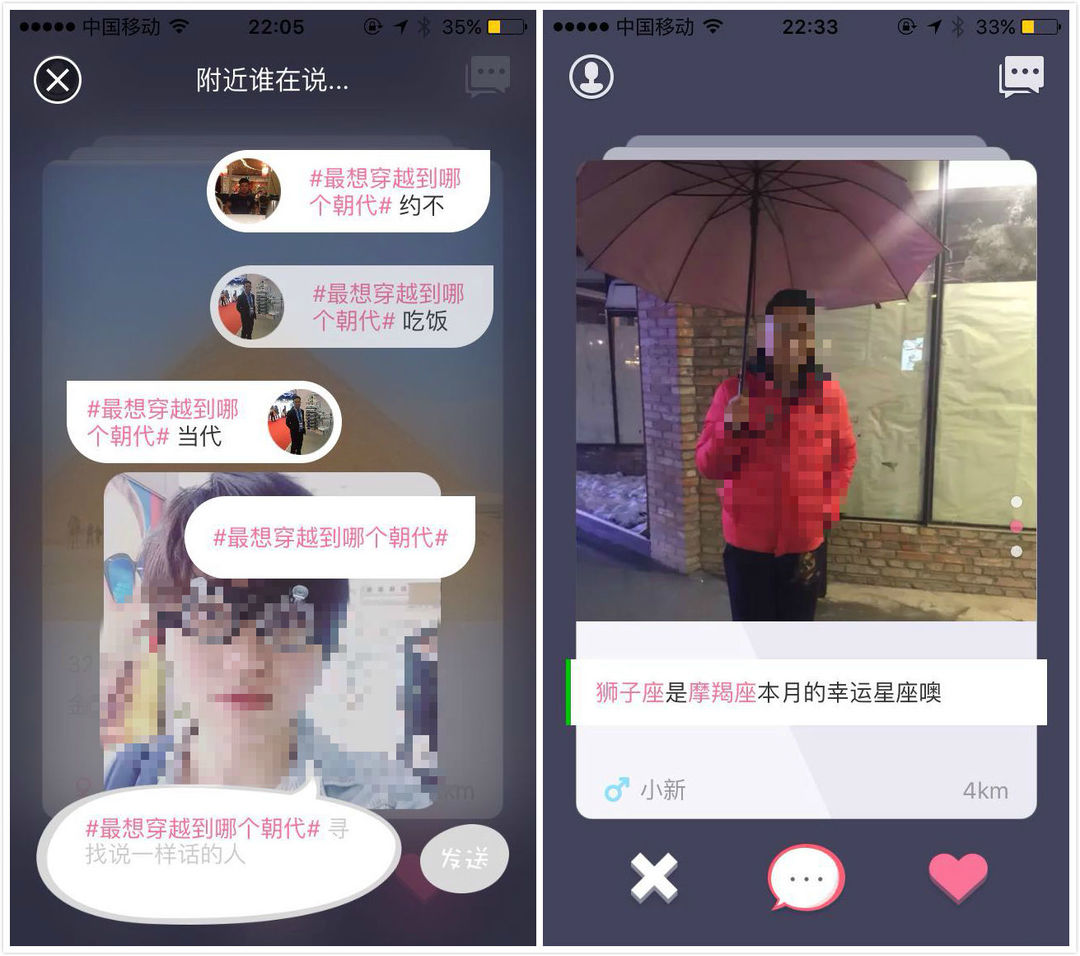 中国移动 22:05 35%
附近谁在说...
#最想穿越到哪
个朝代# 约不
#最想穿越到哪
个朝代# 吃饭
#最想穿越到哪
个朝代# 当代
#最想穿越到哪个朝代#
32
km
#最想穿越到哪个朝代# 寻
找说一样话的人
发送
中国移动 22:33 33%
狮子座是摩羯座本月的幸运星座噢
小新 4km